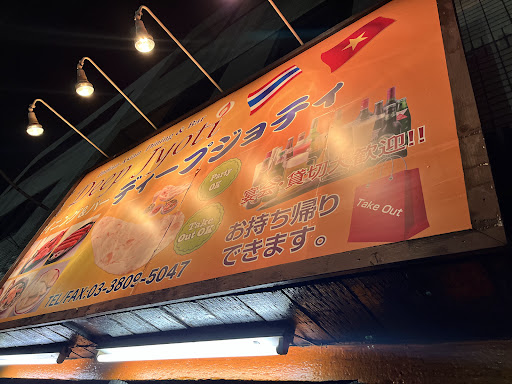 Deep Jyoti
ディープジョティ
Party OK
Take Out OK
宴会・貸切大歓迎!!
お持ち帰り
できます。
Take Out
TEL/FAX:03-3809-5047